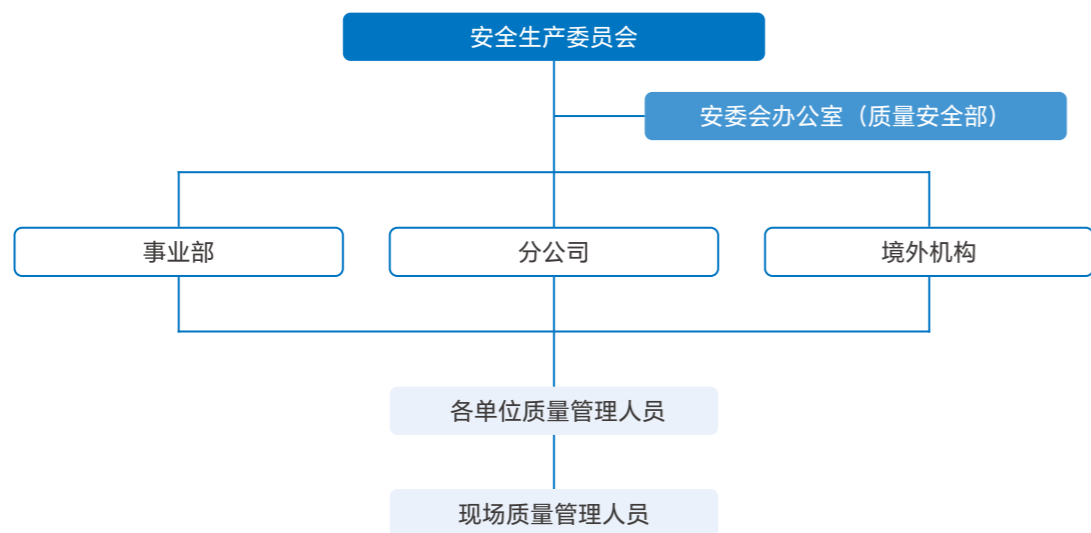 安全生产委员会
安委会办公室（质量安全部）
事业部
分公司
境外机构
各单位质量管理人员
现场质量管理人员